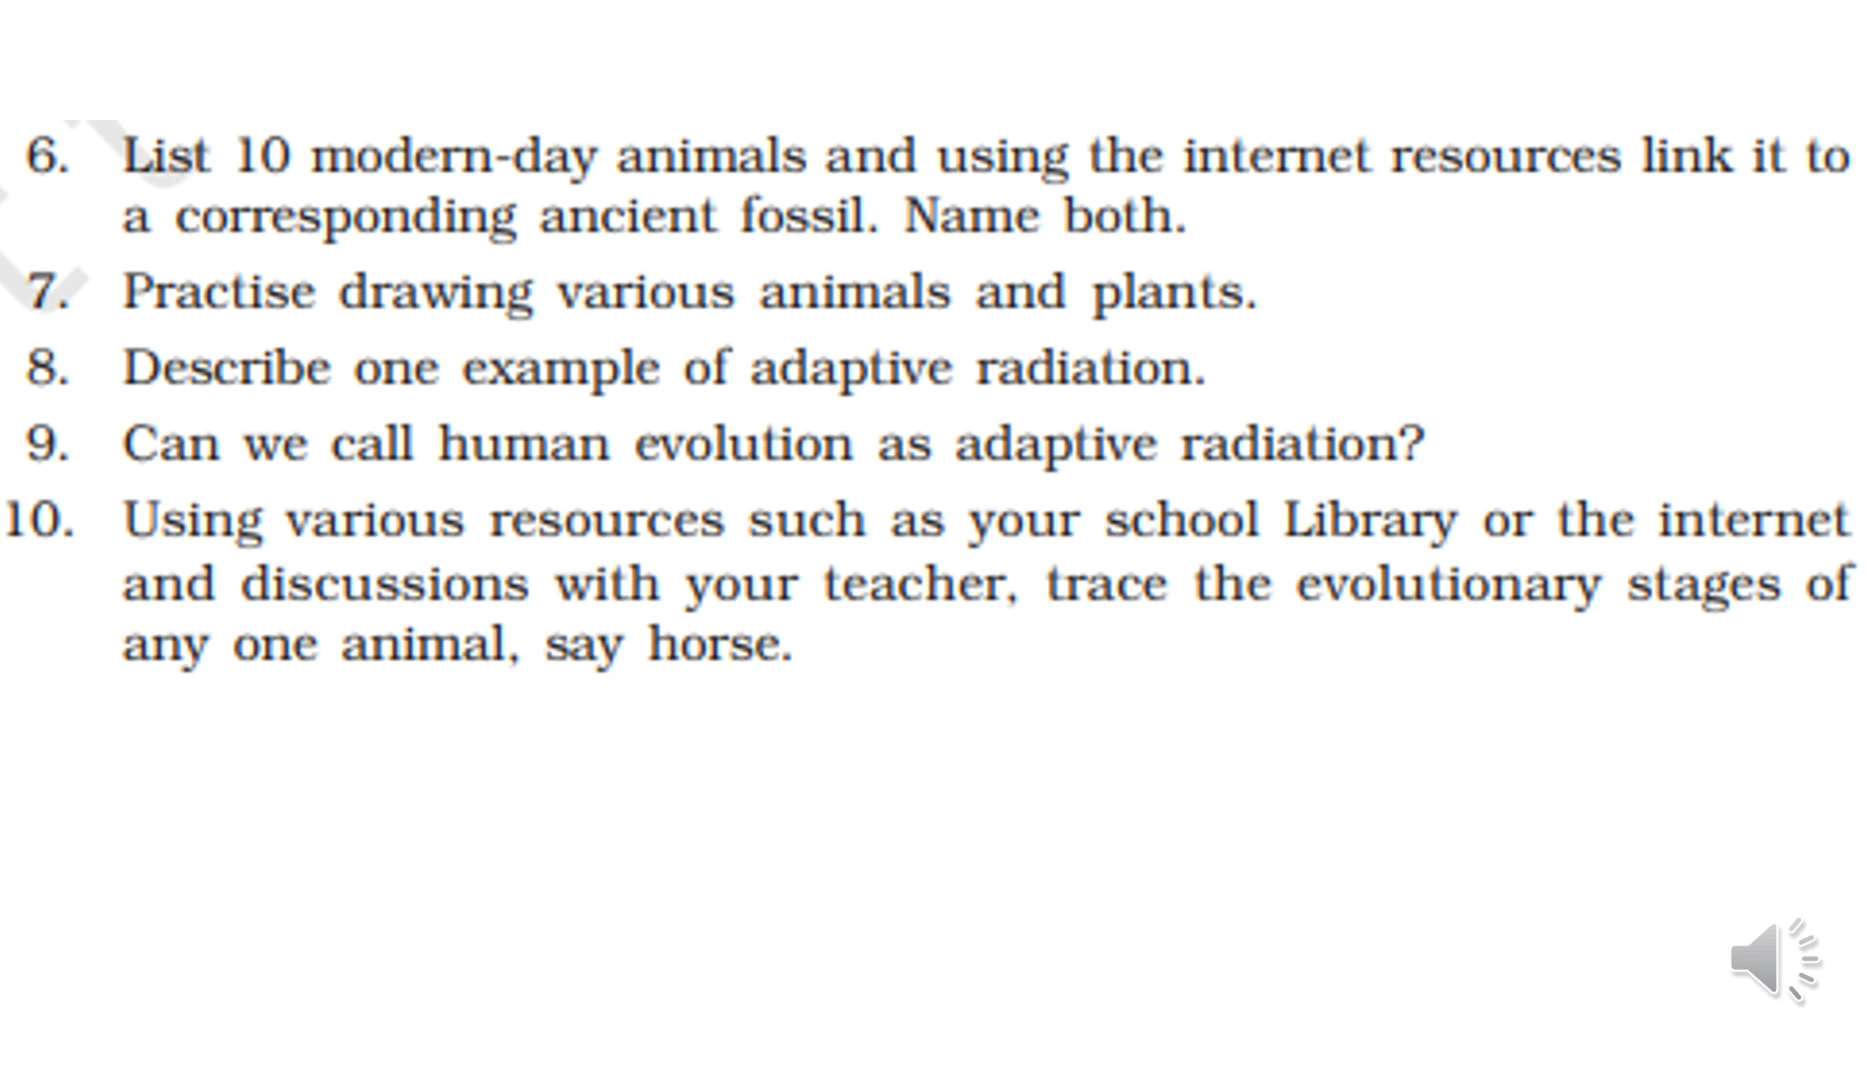 6. List 10 modern-day animals and using the internet resources link it to
a corresponding ancient fossil. Name both.
7. Practise drawing various animals and plants.
8. Describe one example of adaptive radiation.
9. Can we call human evolution as adaptive radiation?
10. Using various resources such as your school Library or the internet
and discussions with your teacher, trace the evolutionary stages of
any one animal, say horse.